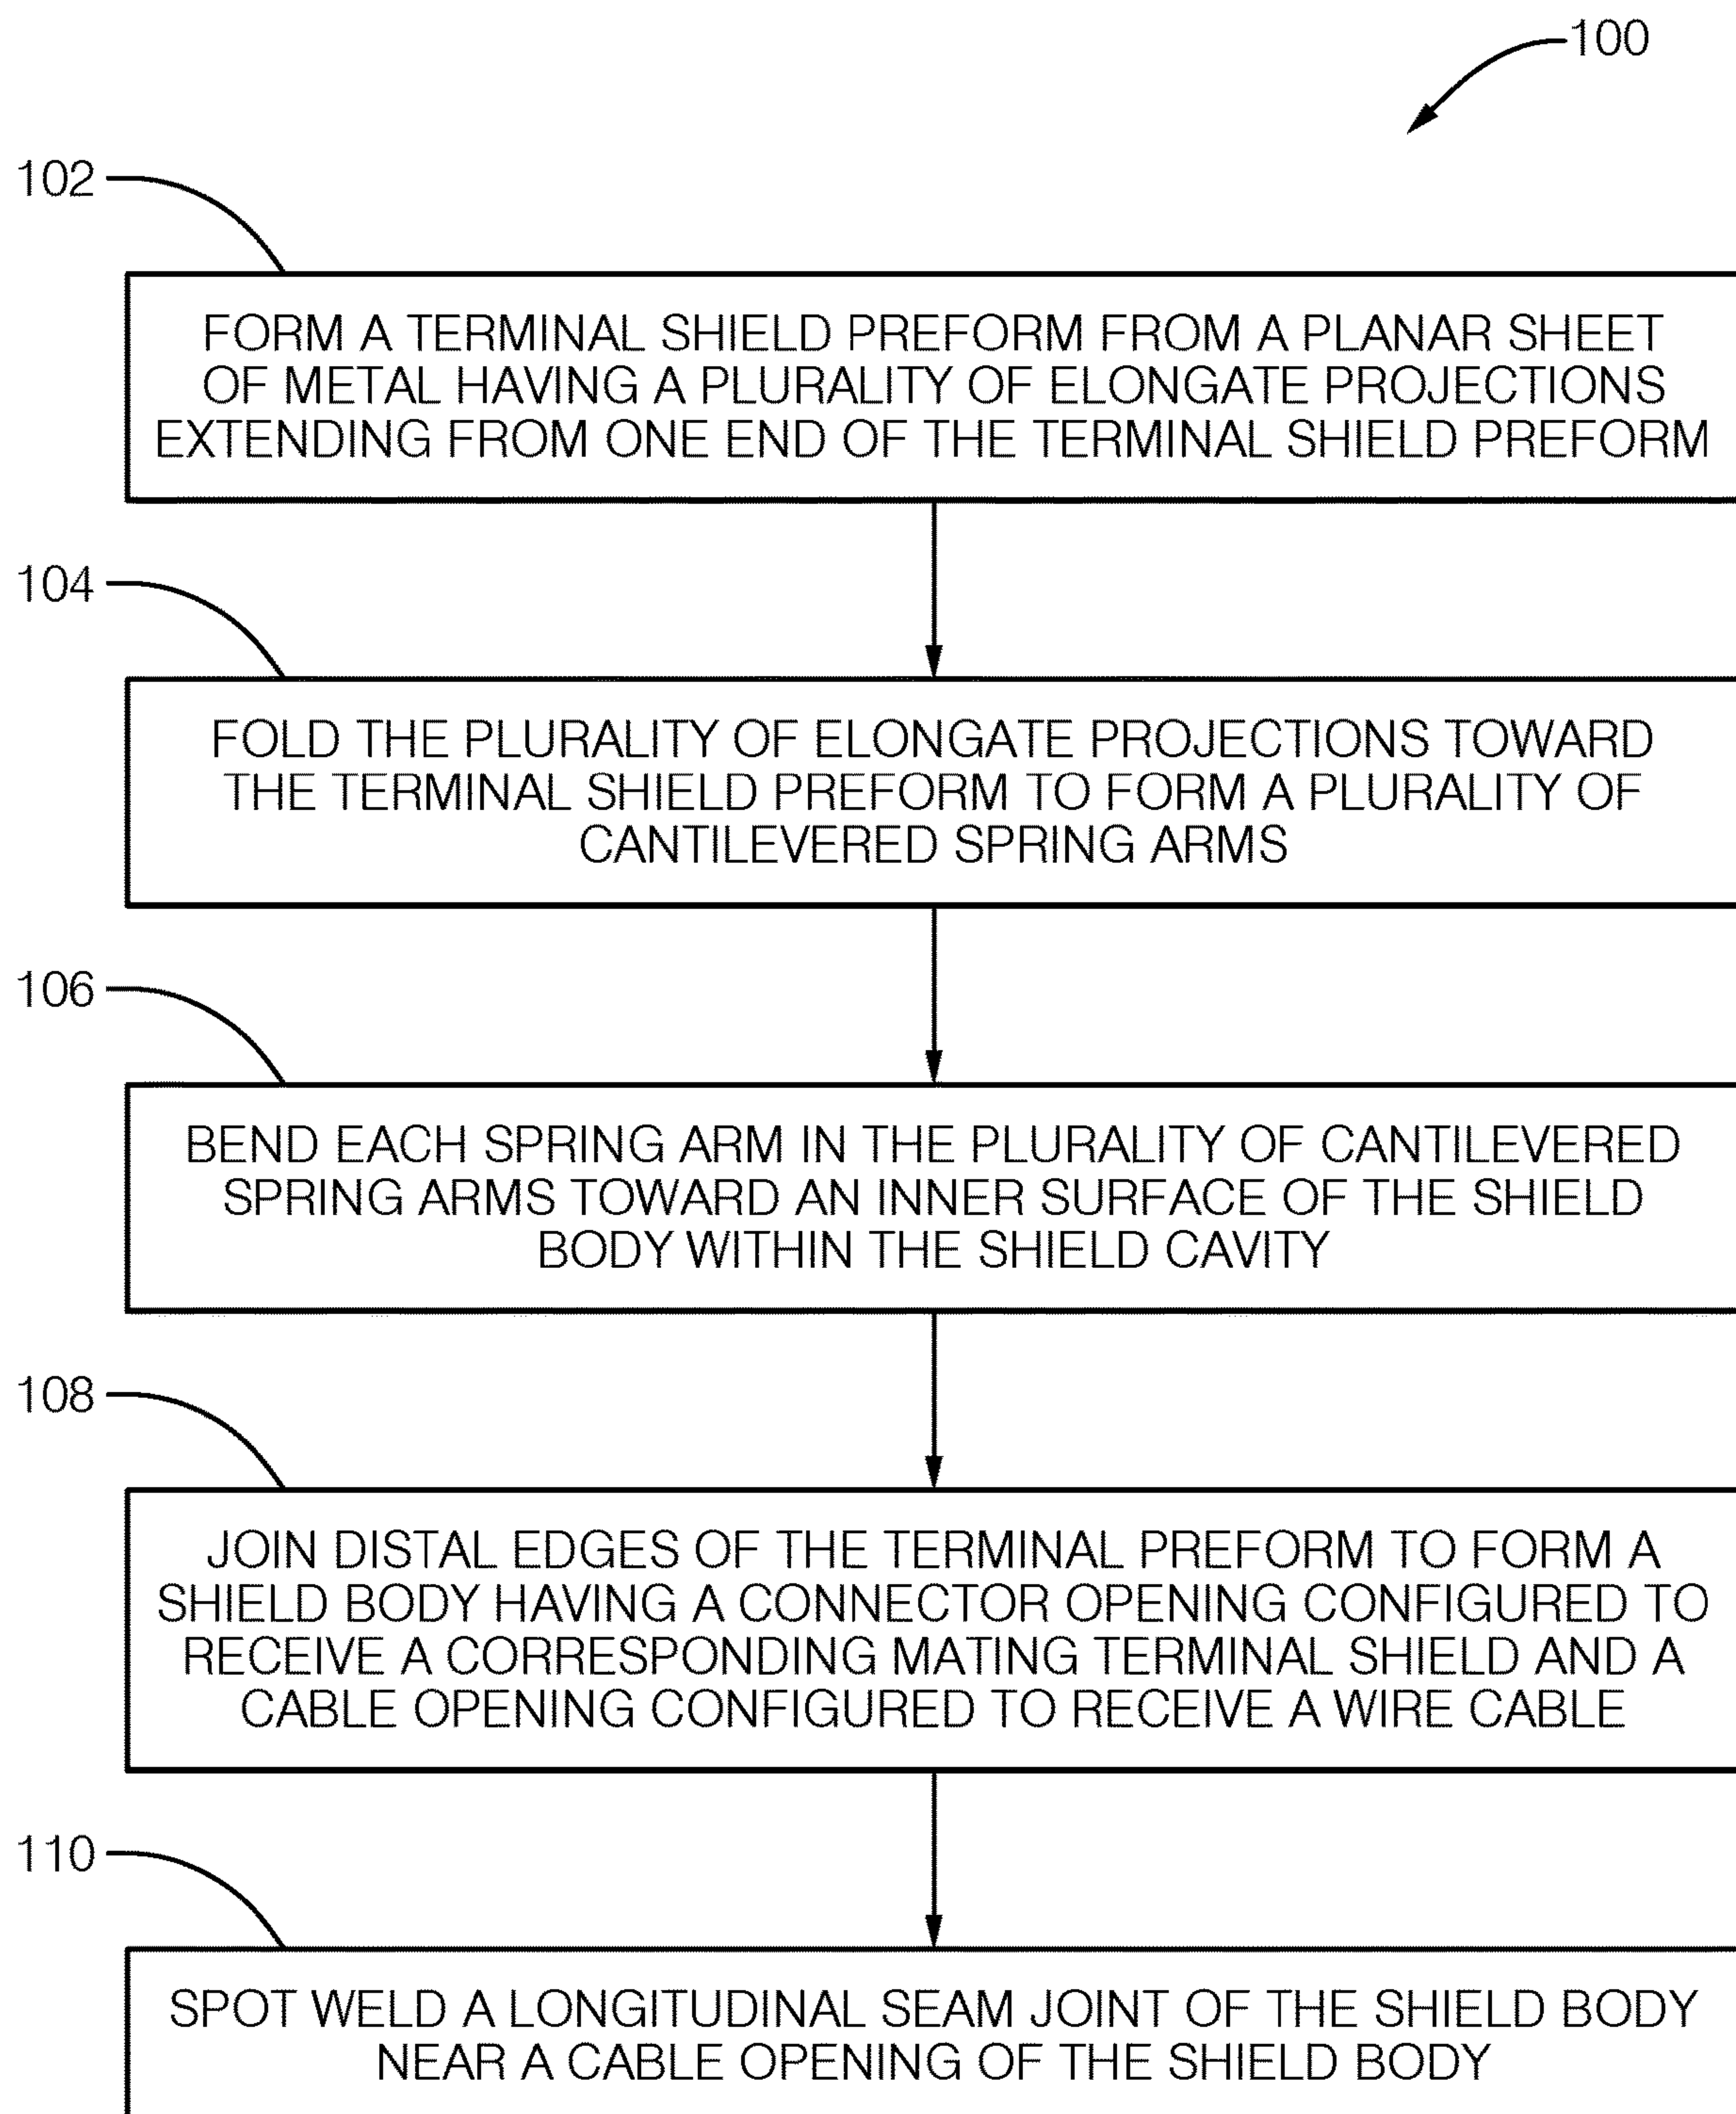 100
102
FORM A TERMINAL SHIELD PREFORM FROM A PLANAR SHEET
OF METAL HAVING A PLURALITY OF ELONGATE PROJECTIONS
EXTENDING FROM ONE END OF THE TERMINAL SHIELD PREFORM
104
FOLD THE PLURALITY OF ELONGATE PROJECTIONS TOWARD
THE TERMINAL SHIELD PREFORM TO FORM A PLURALITY OF
CANTILEVERED SPRING ARMS
106
BEND EACH SPRING ARM IN THE PLURALITY OF CANTILEVERED
SPRING ARMS TOWARD AN INNER SURFACE OF THE SHIELD
BODY WITHIN THE SHIELD CAVITY
108
JOIN DISTAL EDGES OF THE TERMINAL PREFORM TO FORM A
SHIELD BODY HAVING A CONNECTOR OPENING CONFIGURED TO
RECEIVE A CORRESPONDING MATING TERMINAL SHIELD AND A
CABLE OPENING CONFIGURED TO RECEIVE A WIRE CABLE
110
SPOT WELD A LONGITUDINAL SEAM JOINT OF THE SHIELD BODY
NEAR A CABLE OPENING OF THE SHIELD BODY